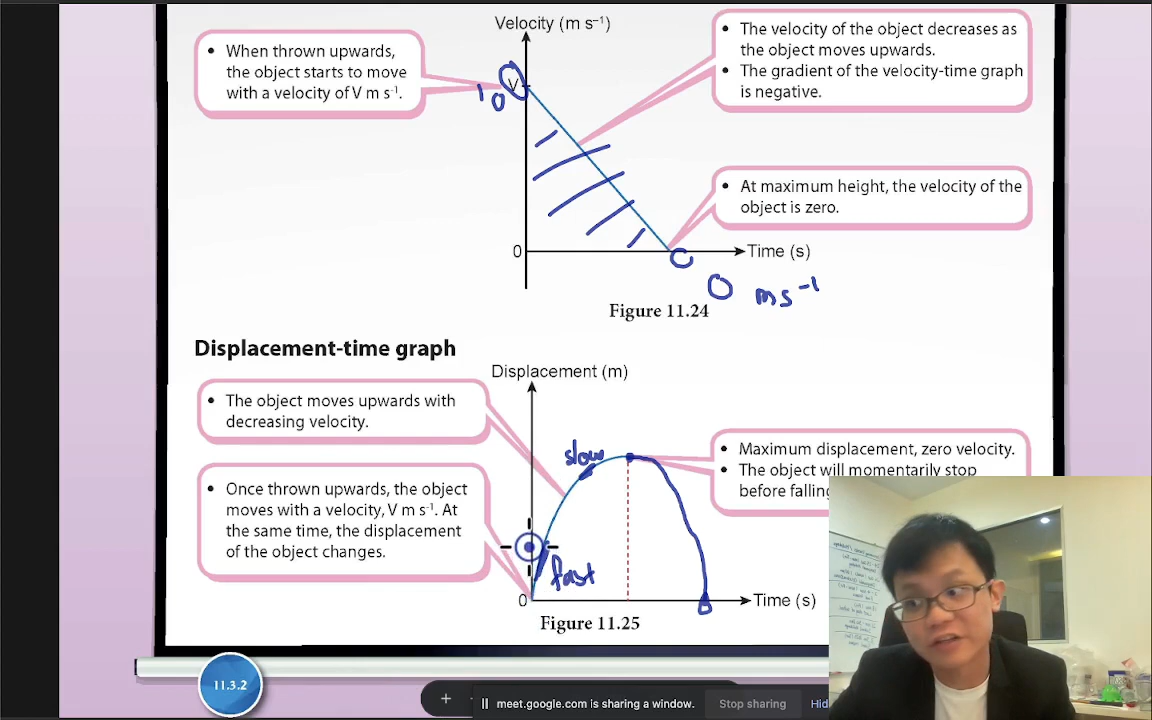 Velocity (m s⁻¹)
• When thrown upwards,
the object starts to move
with a velocity of V m s⁻¹.
• The velocity of the object decreases as
the object moves upwards.
• The gradient of the velocity-time graph
is negative.
V
10
• At maximum height, the velocity of the
object is zero.
0
Time (s)
0 ms⁻¹
Figure 11.24
Displacement-time graph
Displacement (m)
• The object moves upwards with
decreasing velocity.
slow
• Maximum displacement, zero velocity.
• The object will momentarily stop
before falling
• Once thrown upwards, the object
moves with a velocity, V m s⁻¹. At
the same time, the displacement
of the object changes.
fast
0
Time (s)
Figure 11.25
11.3.2
meet.google.com is sharing a window.
Stop sharing
Hid